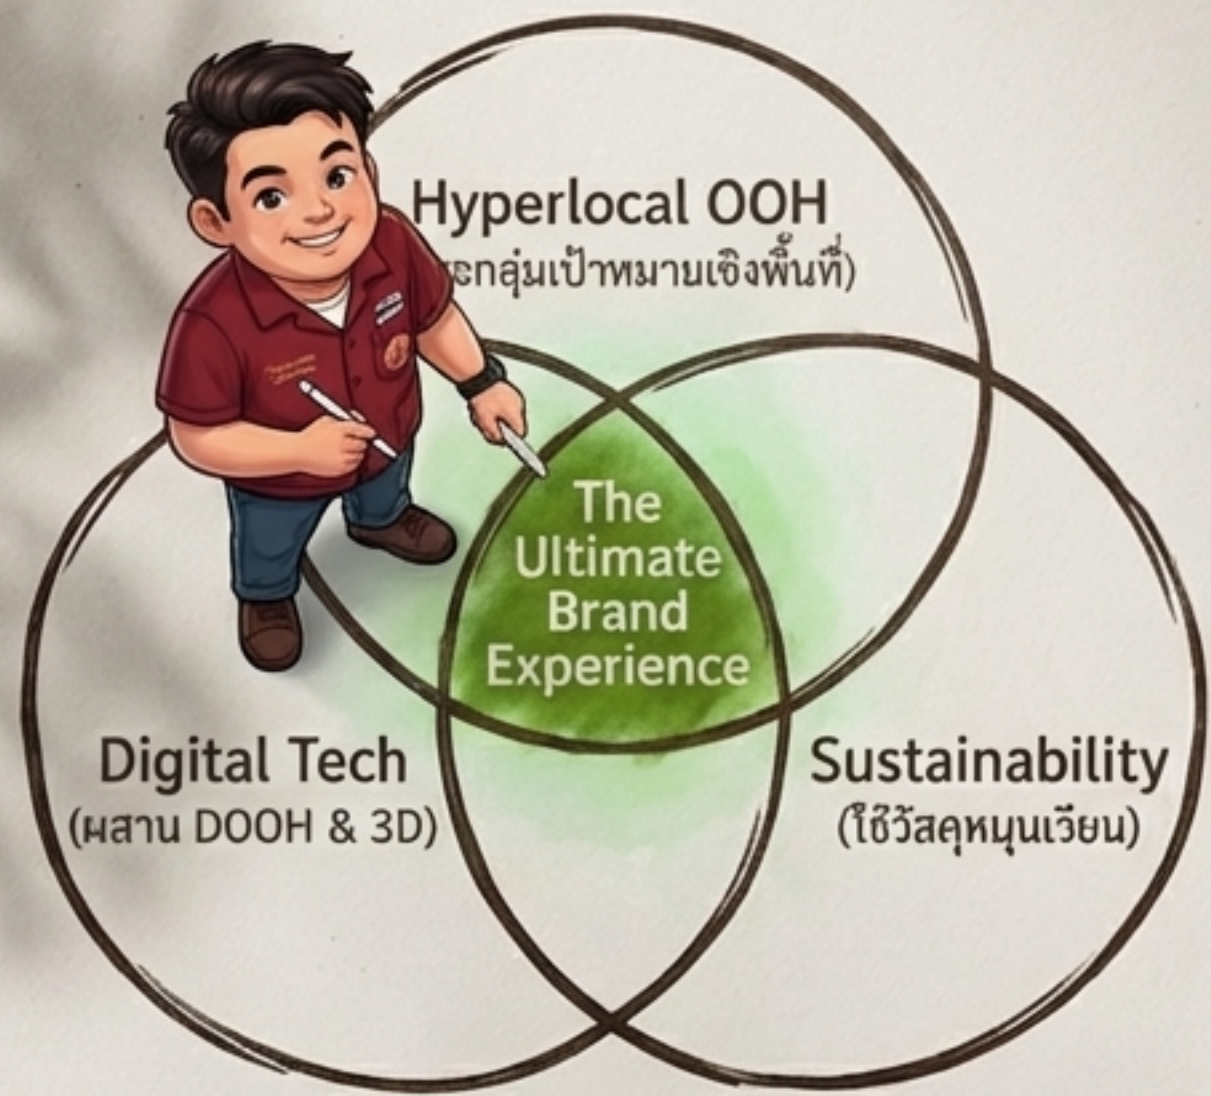 Hyperlocal OOH
ะกลุ่มเป้าหมายเชิงพื้นที่)
The
Ultimate
Brand
Experience
Digital Tech
(ผสาน DOOH & 3D)
Sustainability
(ใช้วัสดุหมุนเวียน)